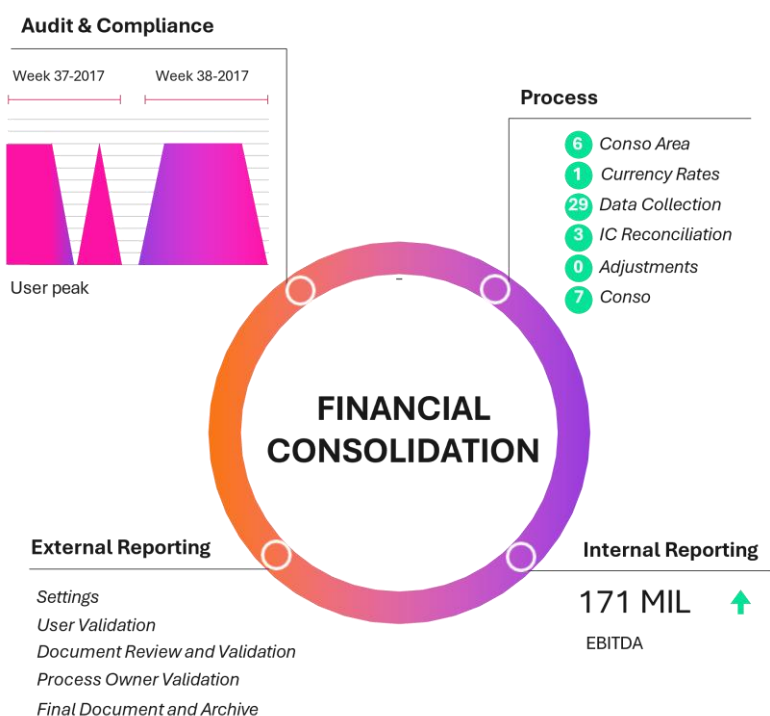 Audit & Compliance
Week 37-2017
Week 38-2017
User peak
Process
6 Conso Area
1 Currency Rates
29 Data Collection
3 IC Reconciliation
0 Adjustments
7 Conso
FINANCIAL
CONSOLIDATION
External Reporting
Settings
User Validation
Document Review and Validation
Process Owner Validation
Final Document and Archive
Internal Reporting
171 MIL
EBITDA